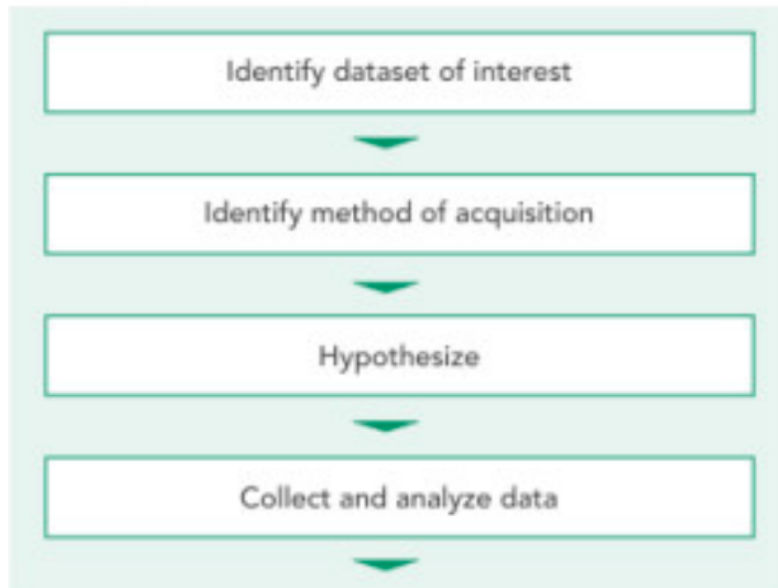 Identify dataset of interest
Identify method of acquisition
Hypothesize
Collect and analyze data